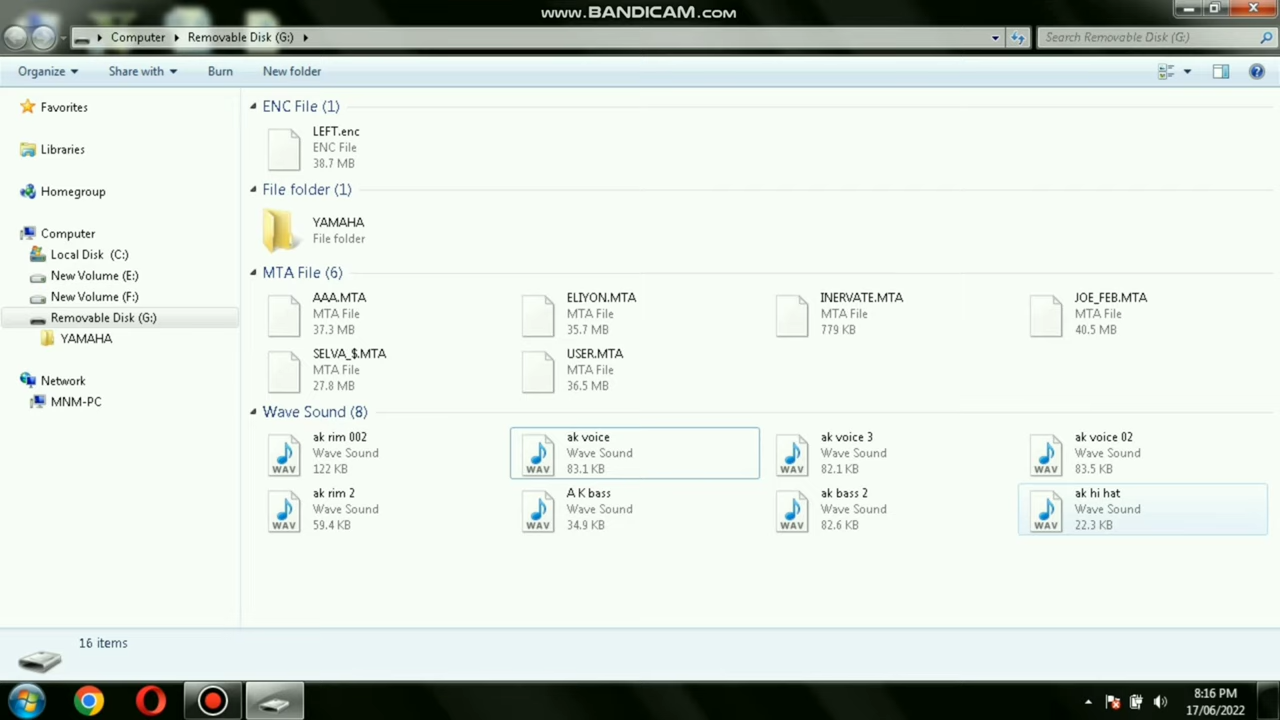 www.BANDICAM.com
Computer
Removable Disk (G:)
Search Removable Disk (G:)
Organize
Share with
Burn
New folder
Favorites
Libraries
Homegroup
Computer
Local Disk (C:)
New Volume (E:)
New Volume (F:)
Removable Disk (G:)
YAMAHA
Network
MNM-PC
ENC File (1)
LEFT.enc
ENC File
38.7 MB
File folder (1)
YAMAHA
File folder
MTA File (6)
AAA.MTA
MTA File
37.3 MB
ELIYON.MTA
MTA File
35.7 MB
INERVATE.MTA
MTA File
779 KB
JOE_FEB.MTA
MTA File
40.5 MB
SELVA_$.MTA
MTA File
27.8 MB
USER.MTA
MTA File
36.5 MB
Wave Sound (8)
WAV
ak rim 002
Wave Sound
122 KB
WAV
ak voice
Wave Sound
83.1 KB
WAV
ak voice 3
Wave Sound
82.1 KB
WAV
ak voice 02
Wave Sound
83.5 KB
WAV
ak rim 2
Wave Sound
59.4 KB
WAV
A K bass
Wave Sound
34.9 KB
WAV
ak bass 2
Wave Sound
82.6 KB
WAV
ak hi hat
Wave Sound
22.3 KB
16 items
8:16 PM
17/06/2022